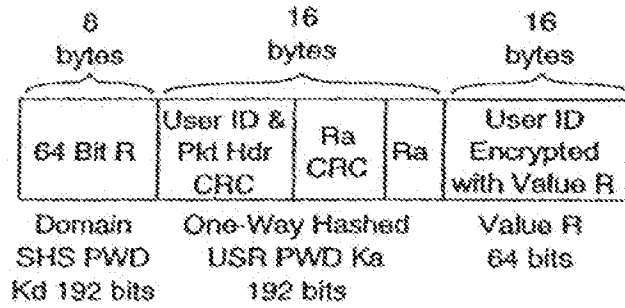 8
bytes
16
bytes
16
bytes
64 Bit R
User ID &
Pkt Hdr
CRC
Ra
CRC
Ra
User ID
Encrypted
with Value R
Domain
SHS PWD
Kd 192 bits
One-Way Hashed
USR PWD Ka
192 bits
Value R
64 bits